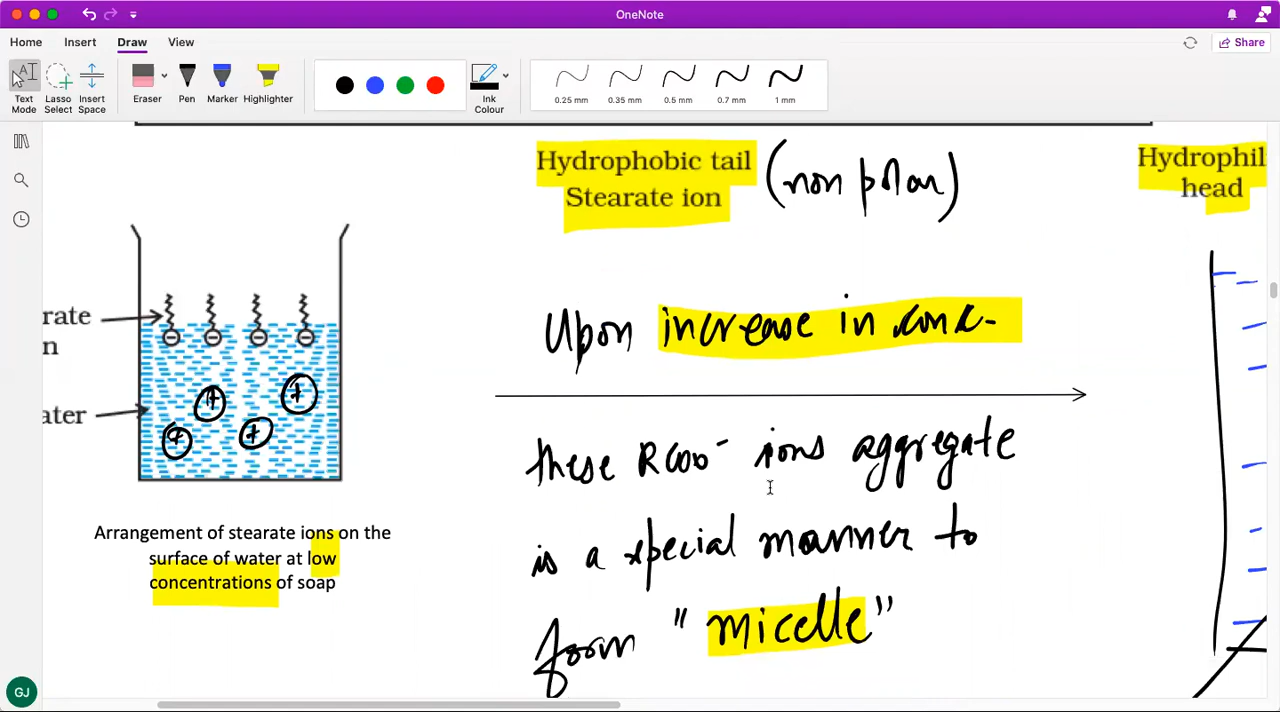 OneNote
Home Insert Draw View
Share
Text Mode
Lasso Select
Insert Space
Eraser
Pen
Marker
Highlighter
Ink Colour
0.25 mm
0.35 mm
0.5 mm
0.7 mm
1 mm
Hydrophobic tail
Stearate ion
(non polar)
Hydrophil
head
rate
n
ater
Upon increase in conc-
these RCOO⁻ ions aggregate
is a special manner to
form "micelle"
Arrangement of stearate ions on the
surface of water at low
concentrations of soap
GJ